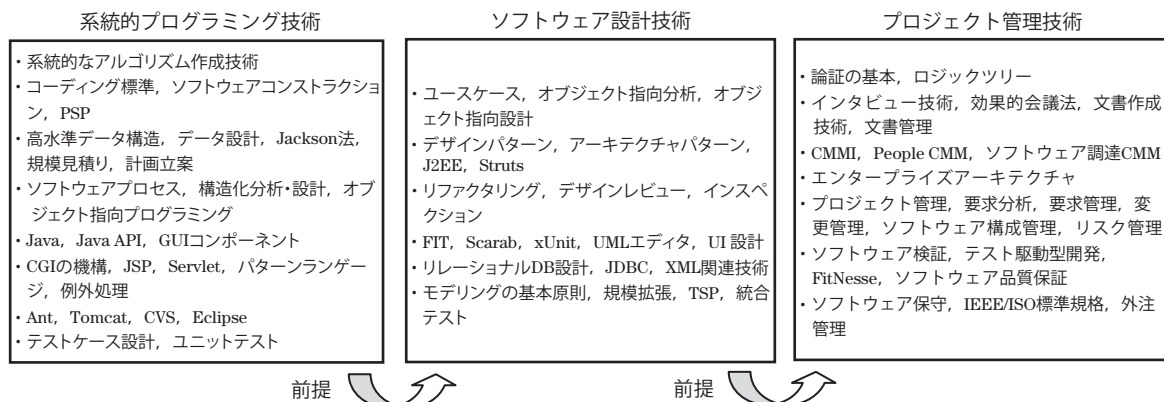 系統的プログラミング技術
・系統的なアルゴリズム作成技術
・コーディング標準，ソフトウェアコンストラクショ
ン，PSP
・高水準データ構造，データ設計，Jackson法，
規模見積り，計画立案
・ソフトウェアプロセス，構造化分析・設計，オブ
ジェクト指向プログラミング
・Java，Java API，GUIコンポーネント
・CGIの機構，JSP，Servlet，パターンランゲー
ジ，例外処理
・Ant，Tomcat，CVS，Eclipse
・テストケース設計，ユニットテスト
ソフトウェア設計技術
・ユースケース，オブジェクト指向分析，オブジ
ェクト指向設計
・デザインパターン，アーキテクチャパターン，
J2EE，Struts
・リファクタリング，デザインレビュー，インスペ
クション
・FIT，Scarab，xUnit，UMLエディタ，UI 設計
・リレーショナルDB設計，JDBC，XML関連技術
・モデリングの基本原則，規模拡張，TSP，統合
テスト
プロジェクト管理技術
・論証の基本，ロジックツリー
・インタビュー技術，効果的会議法，文書作成
技術，文書管理
・CMMI，People CMM，ソフトウェア調達CMM
・エンタープライズアーキテクチャ
・プロジェクト管理，要求分析，要求管理，変
更管理，ソフトウェア構成管理，リスク管理
・ソフトウェア検証，テスト駆動型開発，
FitNesse，ソフトウェア品質保証
・ソフトウェア保守，IEEE/ISO標準規格，外注
管理
前提
前提